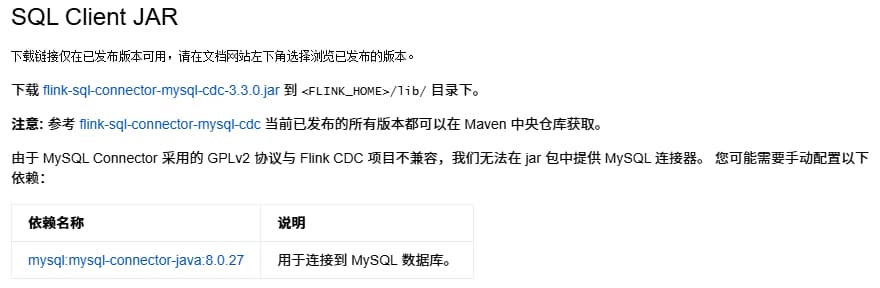 SQL Client JAR
下载链接仅在已发布版本可用，请在文档网站左下角选择浏览已发布的版本。
下载 flink-sql-connector-mysql-cdc-3.3.0.jar 到 <FLINK_HOME>/lib/ 目录下。
注意: 参考 flink-sql-connector-mysql-cdc 当前已发布的所有版本都可以在 Maven 中央仓库获取。
由于 MySQL Connector 采用的 GPLv2 协议与 Flink CDC 项目不兼容，我们无法在 jar 包中提供 MySQL 连接器。 您可能需要手动配置以下
依赖：
依赖名称 说明
mysql:mysql-connector-java:8.0.27 用于连接到 MySQL 数据库。